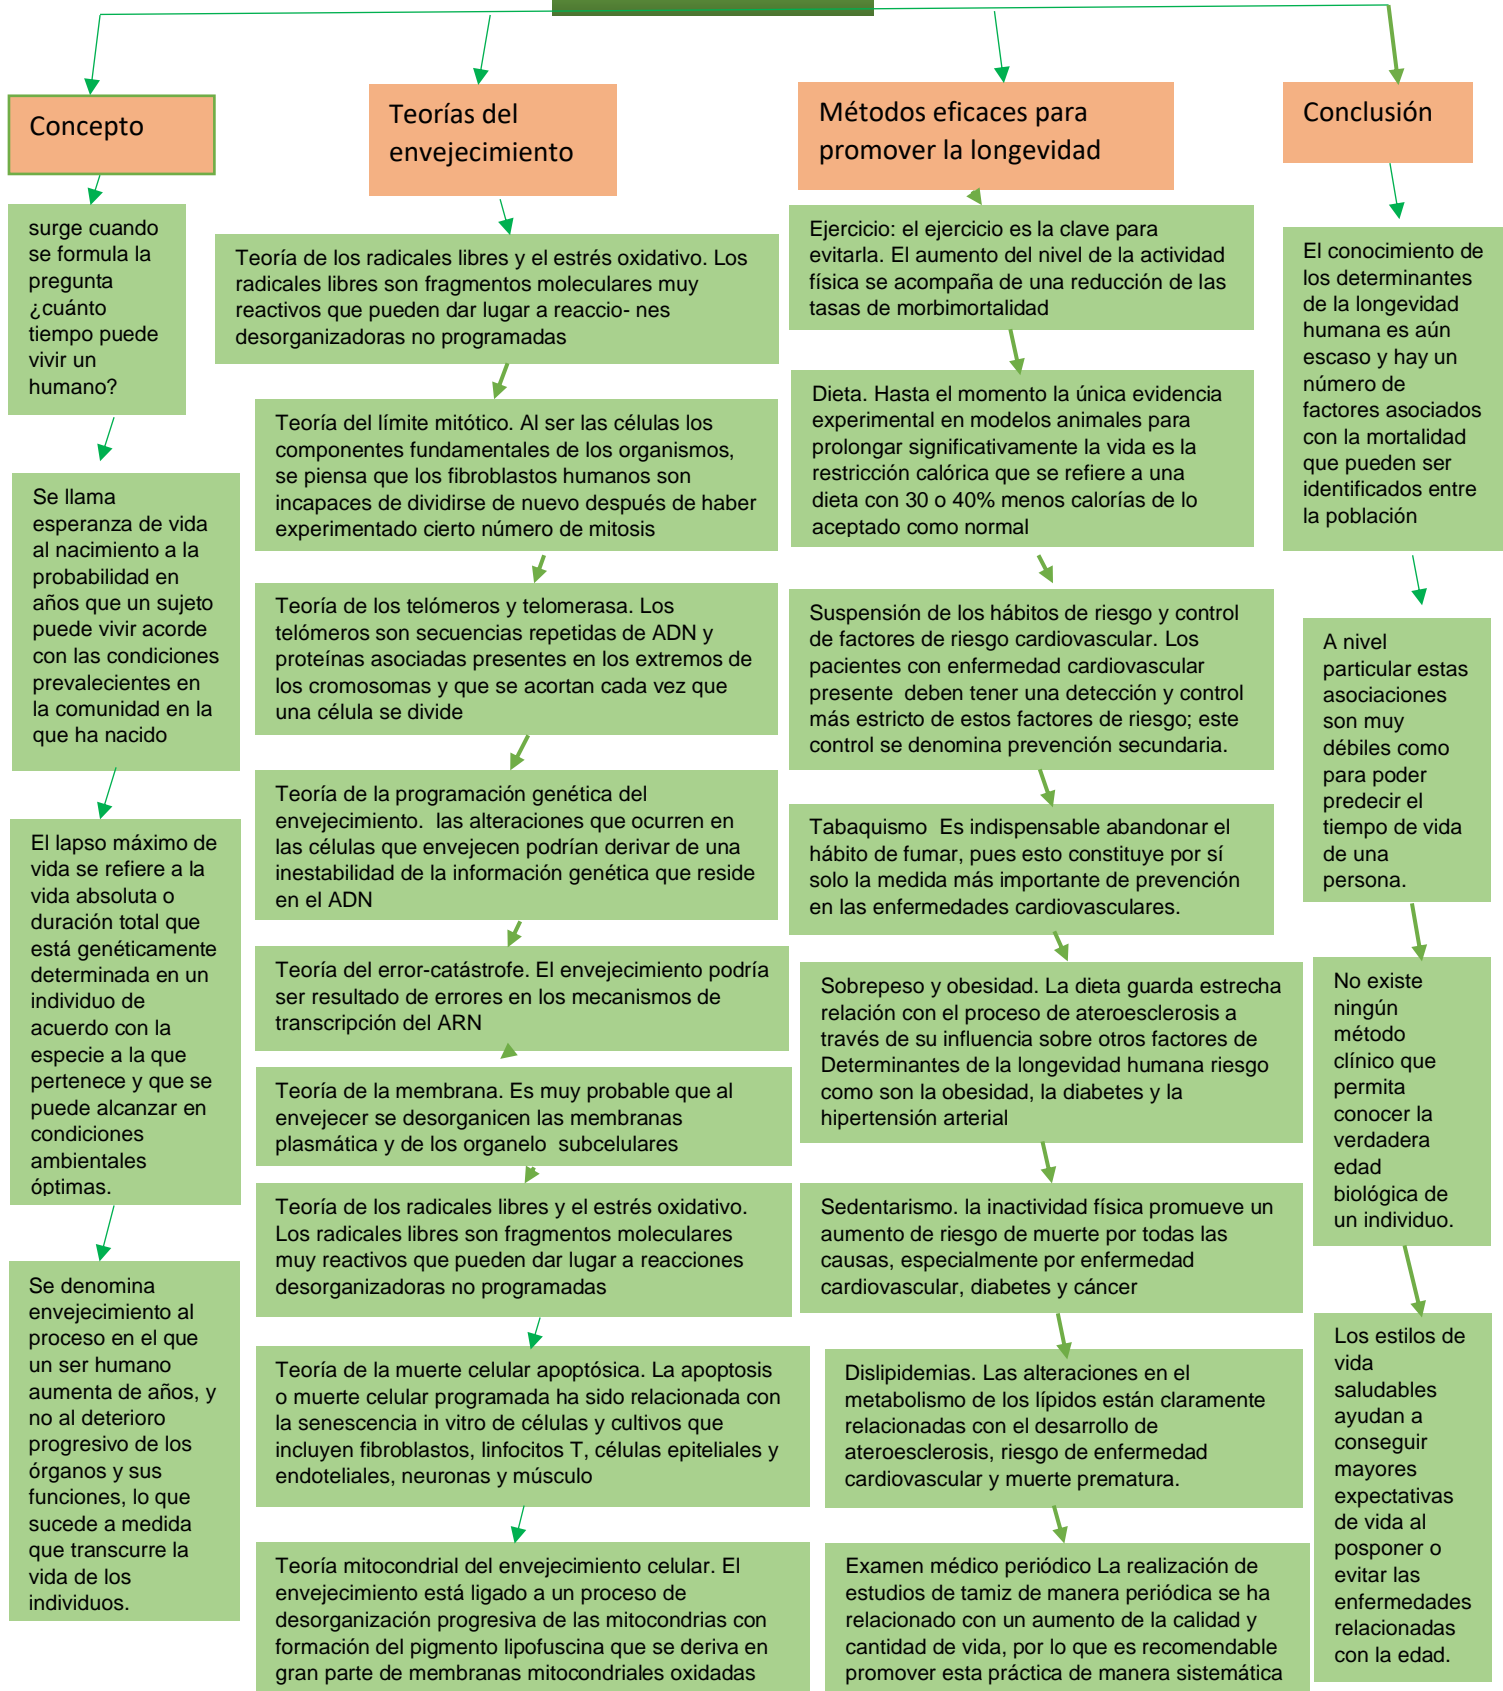 Concepto
surge cuando
se formula la
pregunta
¿cuánto
tiempo puede
vivir un
humano?
Se llama
esperanza de vida
al nacimiento a la
probabilidad en
años que un sujeto
puede vivir acorde
con las condiciones
prevalecientes en
la comunidad en la
que ha nacido
El lapso máximo de
vida se refiere a la
vida absoluta o
duración total que
está genéticamente
determinada en un
individuo de
acuerdo con la
especie a la que
pertenece y que se
puede alcanzar en
condiciones
ambientales
óptimas.
Se denomina
envejecimiento al
proceso en el que
un ser humano
aumenta de años, y
no al deterioro
progresivo de los
órganos y sus
funciones, lo que
sucede a medida
que transcurre la
vida de los
individuos.
Teorías del
envejecimiento
Teoría de los radicales libres y el estrés oxidativo. Los
radicales libres son fragmentos moleculares muy
reactivos que pueden dar lugar a reaccio- nes
desorganizadoras no programadas
Teoría del límite mitótico. Al ser las células los
componentes fundamentales de los organismos,
se piensa que los fibroblastos humanos son
incapaces de dividirse de nuevo después de haber
experimentado cierto número de mitosis
Teoría de los telómeros y telomerasa. Los
telómeros son secuencias repetidas de ADN y
proteínas asociadas presentes en los extremos de
los cromosomas y que se acortan cada vez que
una célula se divide
Teoría de la programación genética del
envejecimiento.  las alteraciones que ocurren en
las células que envejecen podrían derivar de una
inestabilidad de la información genética que reside
en el ADN
Teoría del error-catástrofe. El envejecimiento podría
ser resultado de errores en los mecanismos de
transcripción del ARN
Teoría de la membrana. Es muy probable que al
envejecer se desorganicen las membranas
plasmática y de los organelo  subcelulares
Teoría de los radicales libres y el estrés oxidativo.
Los radicales libres son fragmentos moleculares
muy reactivos que pueden dar lugar a reacciones
desorganizadoras no programadas
Teoría de la muerte celular apoptósica. La apoptosis
o muerte celular programada ha sido relacionada con
la senescencia in vitro de células y cultivos que
incluyen fibroblastos, linfocitos T, células epiteliales y
endoteliales, neuronas y músculo
Teoría mitocondrial del envejecimiento celular. El
envejecimiento está ligado a un proceso de
desorganización progresiva de las mitocondrias con
formación del pigmento lipofuscina que se deriva en
gran parte de membranas mitocondriales oxidadas
Métodos eficaces para
promover la longevidad
Ejercicio: el ejercicio es la clave para
evitarla. El aumento del nivel de la actividad
física se acompaña de una reducción de las
tasas de morbimortalidad
Dieta. Hasta el momento la única evidencia
experimental en modelos animales para
prolongar significativamente la vida es la
restricción calórica que se refiere a una
dieta con 30 o 40% menos calorías de lo
aceptado como normal
Suspensión de los hábitos de riesgo y control
de factores de riesgo cardiovascular. Los
pacientes con enfermedad cardiovascular
presente  deben tener una detección y control
más estricto de estos factores de riesgo; este
control se denomina prevención secundaria.
Tabaquismo  Es indispensable abandonar el
hábito de fumar, pues esto constituye por sí
solo la medida más importante de prevención
en las enfermedades cardiovasculares.
Sobrepeso y obesidad. La dieta guarda estrecha
relación con el proceso de ateroesclerosis a
través de su influencia sobre otros factores de
Determinantes de la longevidad humana riesgo
como son la obesidad, la diabetes y la
hipertensión arterial
Sedentarismo. la inactividad física promueve un
aumento de riesgo de muerte por todas las
causas, especialmente por enfermedad
cardiovascular, diabetes y cáncer
Dislipidemias. Las alteraciones en el
metabolismo de los lípidos están claramente
relacionadas con el desarrollo de
ateroesclerosis, riesgo de enfermedad
cardiovascular y muerte prematura.
Examen médico periódico La realización de
estudios de tamiz de manera periódica se ha
relacionado con un aumento de la calidad y
cantidad de vida, por lo que es recomendable
promover esta práctica de manera sistemática
Conclusión
El conocimiento de
los determinantes
de la longevidad
humana es aún
escaso y hay un
número de
factores asociados
con la mortalidad
que pueden ser
identificados entre
la población
A nivel
particular estas
asociaciones
son muy
débiles como
para poder
predecir el
tiempo de vida
de una
persona.
No existe
ningún
método
clínico que
permita
conocer la
verdadera
edad
biológica de
un individuo.
Los estilos de
vida
saludables
ayudan a
conseguir
mayores
expectativas
de vida al
posponer o
evitar las
enfermedades
relacionadas
con la edad.